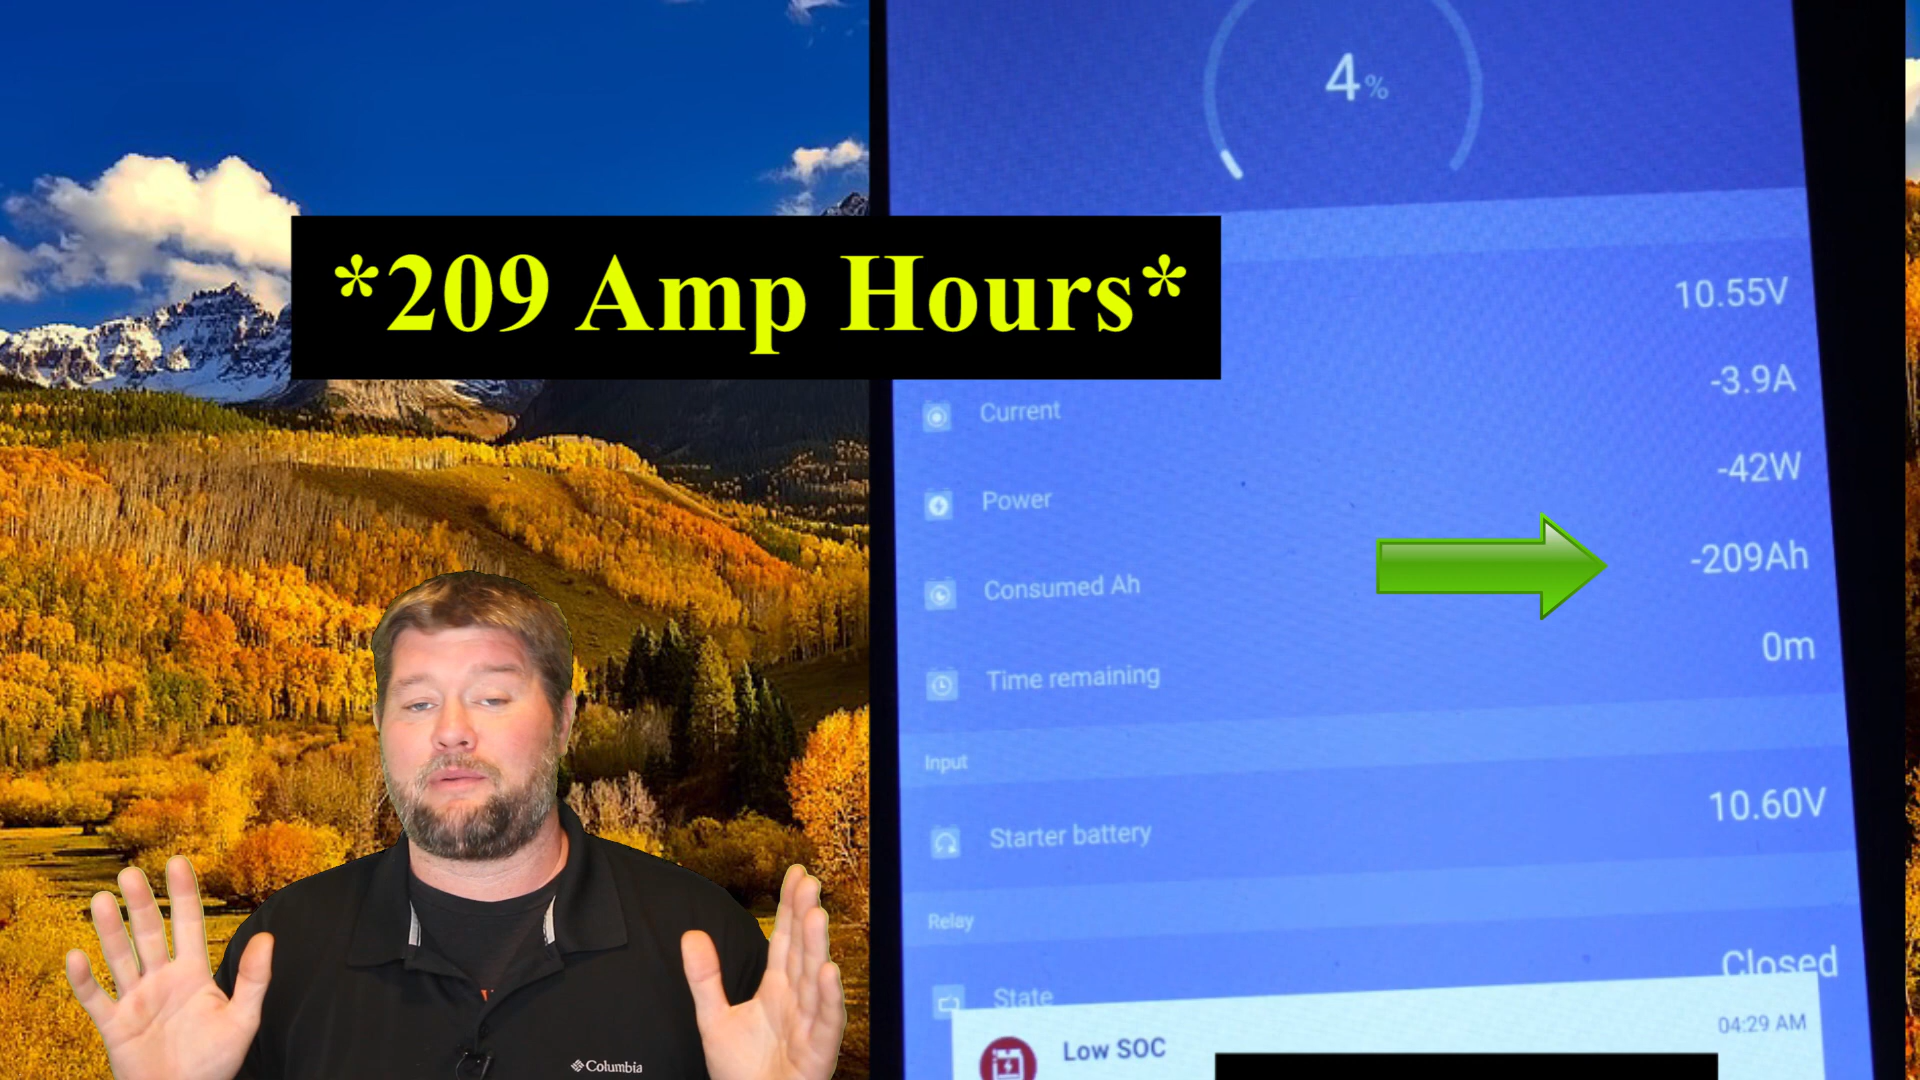 4%
*209 Amp Hours*
10.55V
Current -3.9A
Power -42W
Consumed Ah -209Ah
Time remaining 0m
Input
Starter battery 10.60V
Relay
State Closed
04:29 AM
Low SOC
Columbia